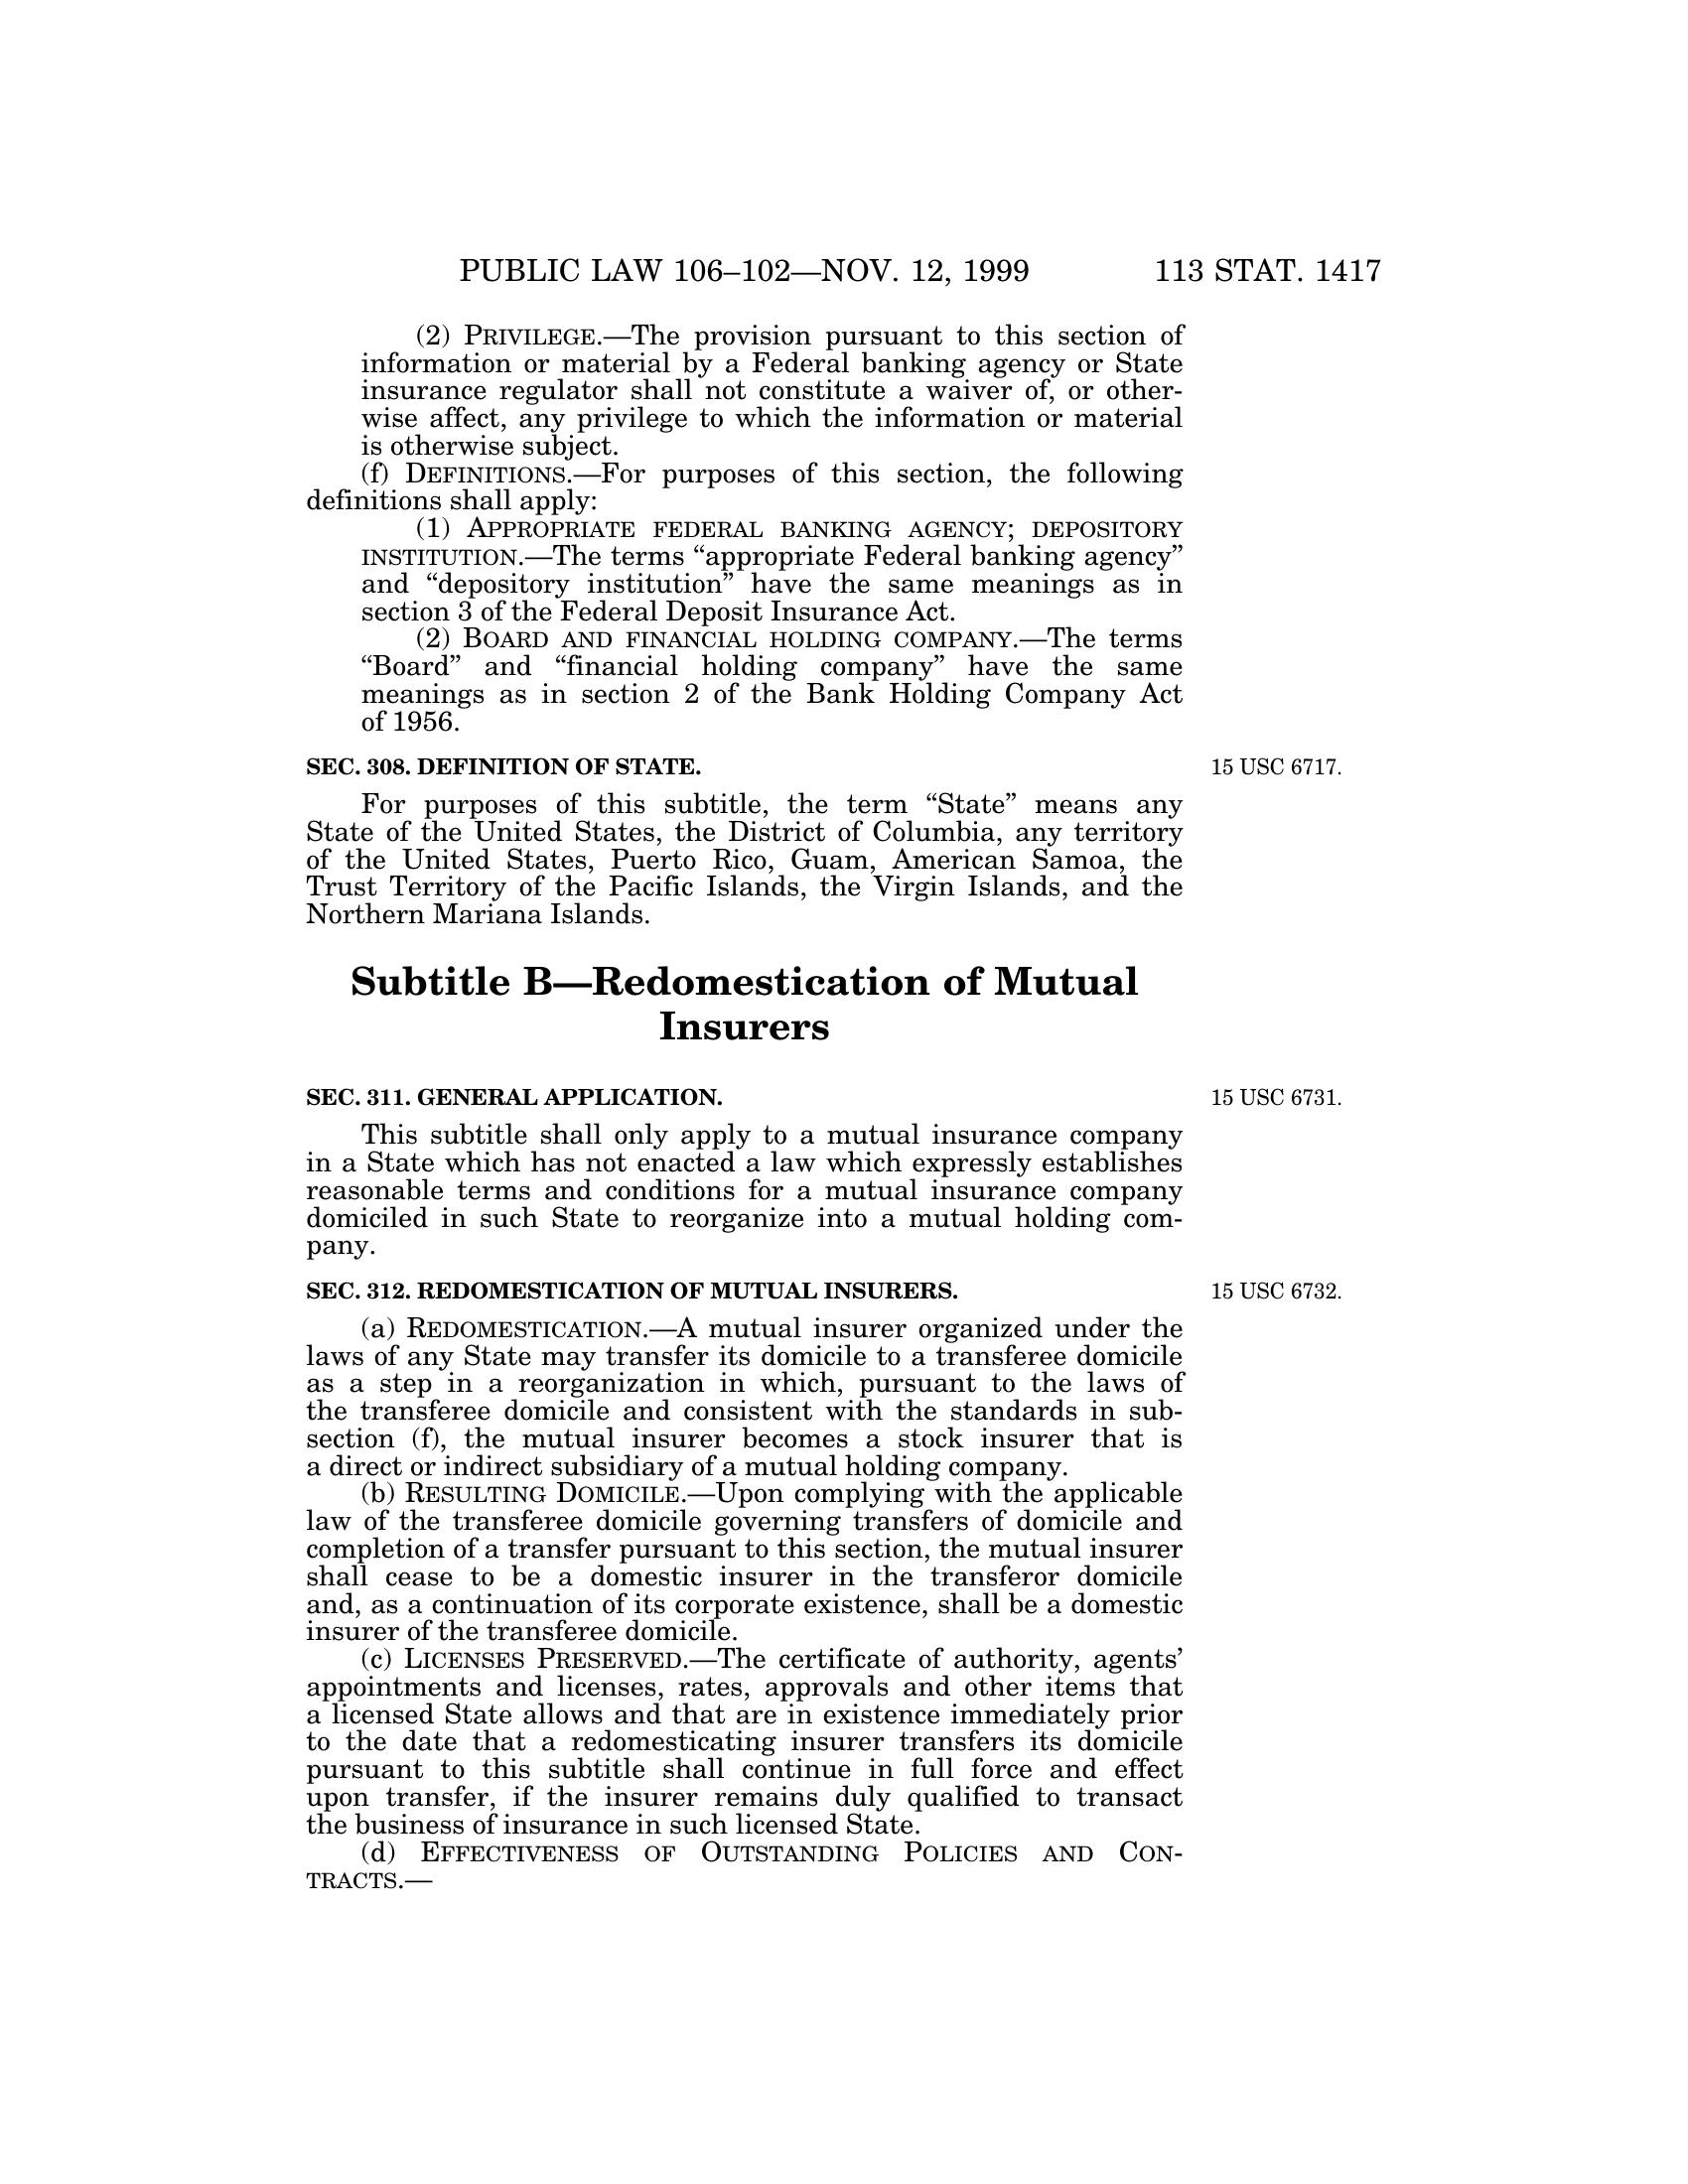 PUBLIC LAW 106–102—NOV. 12, 1999 113 STAT. 1417
(2) PRIVILEGE.—The provision pursuant to this section of
information or material by a Federal banking agency or State
insurance regulator shall not constitute a waiver of, or other-
wise affect, any privilege to which the information or material
is otherwise subject.
(f) DEFINITIONS.—For purposes of this section, the following
definitions shall apply:
(1) APPROPRIATE FEDERAL BANKING AGENCY; DEPOSITORY
INSTITUTION.—The terms “appropriate Federal banking agency”
and “depository institution” have the same meanings as in
section 3 of the Federal Deposit Insurance Act.
(2) BOARD AND FINANCIAL HOLDING COMPANY.—The terms
“Board” and “financial holding company” have the same
meanings as in section 2 of the Bank Holding Company Act
of 1956.
SEC. 308. DEFINITION OF STATE. 15 USC 6717.
For purposes of this subtitle, the term “State” means any
State of the United States, the District of Columbia, any territory
of the United States, Puerto Rico, Guam, American Samoa, the
Trust Territory of the Pacific Islands, the Virgin Islands, and the
Northern Mariana Islands.
Subtitle B—Redomestication of Mutual
Insurers
SEC. 311. GENERAL APPLICATION. 15 USC 6731.
This subtitle shall only apply to a mutual insurance company
in a State which has not enacted a law which expressly establishes
reasonable terms and conditions for a mutual insurance company
domiciled in such State to reorganize into a mutual holding com-
pany.
SEC. 312. REDOMESTICATION OF MUTUAL INSURERS. 15 USC 6732.
(a) REDOMESTICATION.—A mutual insurer organized under the
laws of any State may transfer its domicile to a transferee domicile
as a step in a reorganization in which, pursuant to the laws of
the transferee domicile and consistent with the standards in sub-
section (f), the mutual insurer becomes a stock insurer that is
a direct or indirect subsidiary of a mutual holding company.
(b) RESULTING DOMICILE.—Upon complying with the applicable
law of the transferee domicile governing transfers of domicile and
completion of a transfer pursuant to this section, the mutual insurer
shall cease to be a domestic insurer in the transferor domicile
and, as a continuation of its corporate existence, shall be a domestic
insurer of the transferee domicile.
(c) LICENSES PRESERVED.—The certificate of authority, agents’
appointments and licenses, rates, approvals and other items that
a licensed State allows and that are in existence immediately prior
to the date that a redomesticating insurer transfers its domicile
pursuant to this subtitle shall continue in full force and effect
upon transfer, if the insurer remains duly qualified to transact
the business of insurance in such licensed State.
(d) EFFECTIVENESS OF OUTSTANDING POLICIES AND CON-
TRACTS.—